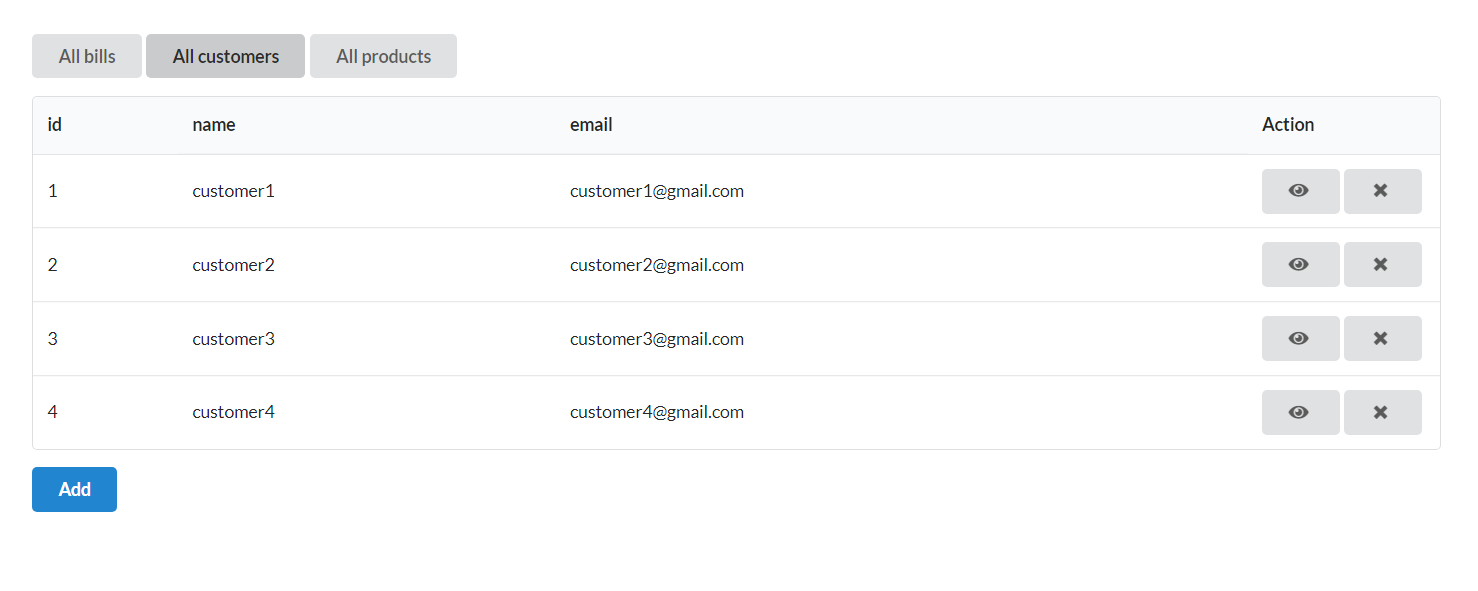 All bills All customers All products
id name email Action
1 customer1 customer1@gmail.com
2 customer2 customer2@gmail.com
3 customer3 customer3@gmail.com
4 customer4 customer4@gmail.com
Add